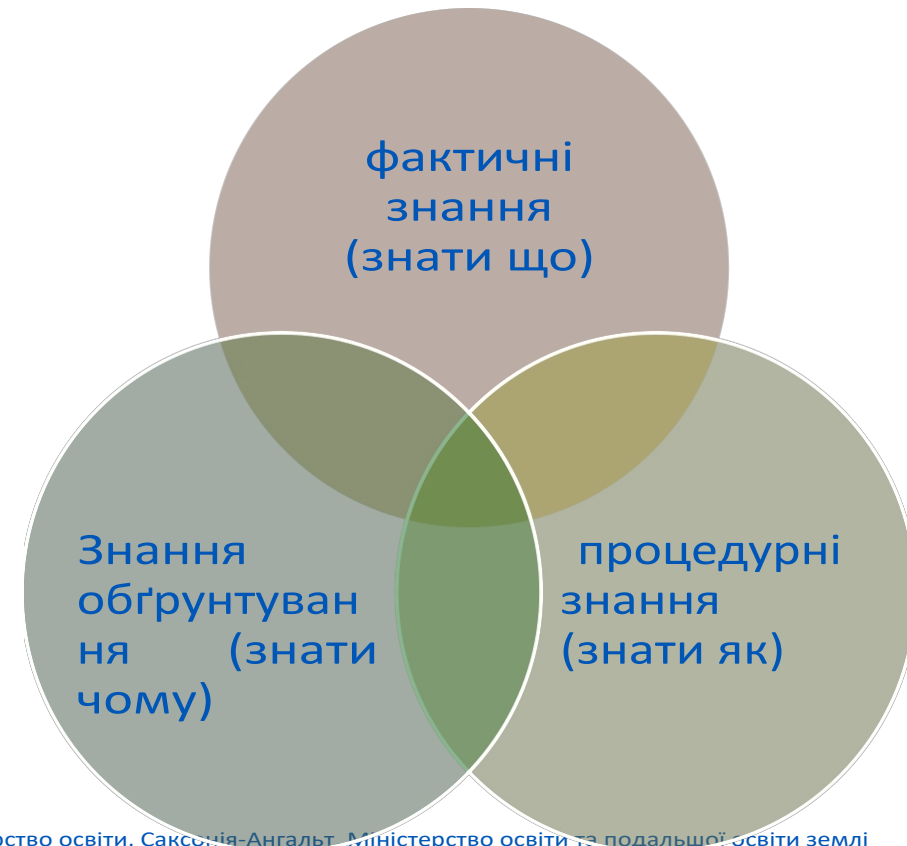 фактичні
знання
(знати що)
Знання
обґрунтуван
ня (знати
чому)
процедурні
знання
(знати як)
рство освіти, Саксонія-Ангальт Міністерство освіти та подальшої освіти землі